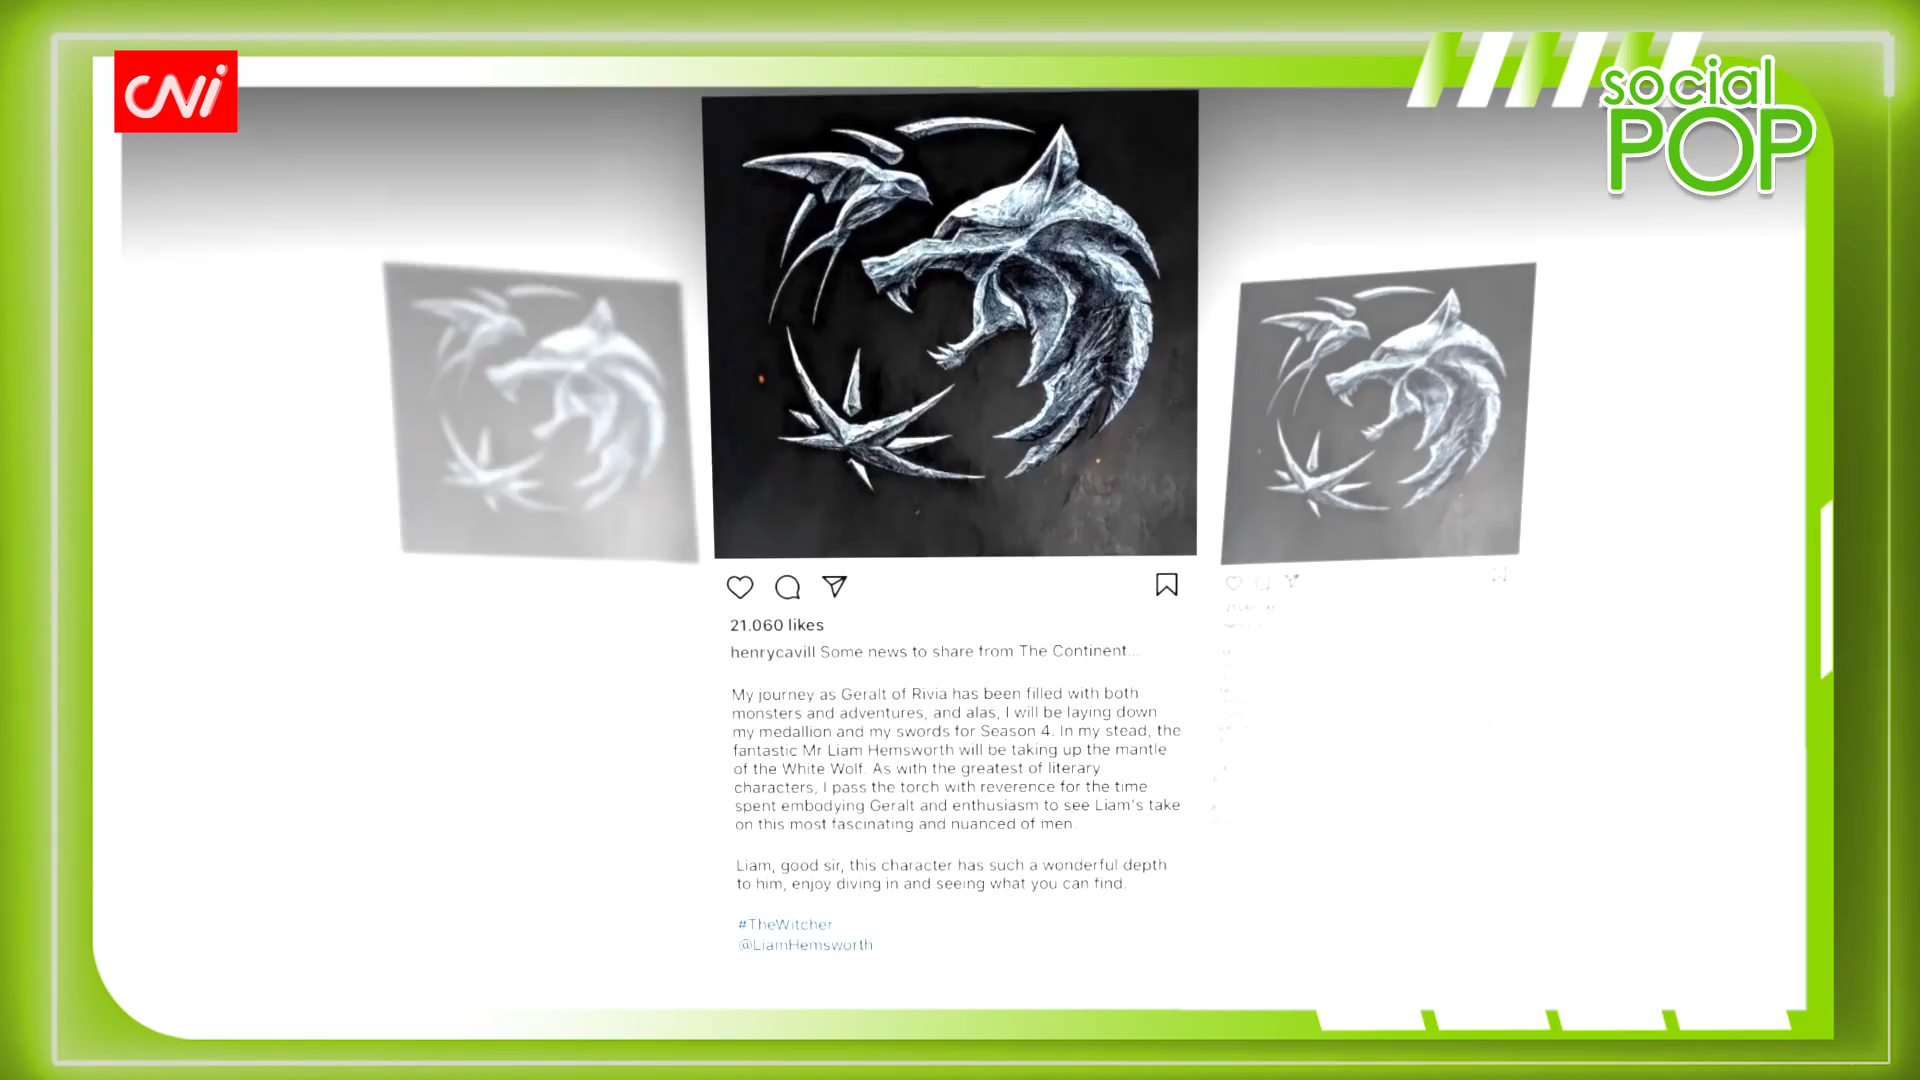 CNi
social
POP
21.060 likes
henrycavill Some news to share from The Continent...
My journey as Geralt of Rivia has been filled with both
monsters and adventures, and alas, I will be laying down
my medallion and my swords for Season 4. In my stead, the
fantastic Mr Liam Hemsworth will be taking up the mantle
of the White Wolf. As with the greatest of literary
characters, I pass the torch with reverence for the time
spent embodying Geralt and enthusiasm to see Liam's take
on this most fascinating and nuanced of men.
Liam, good sir, this character has such a wonderful depth
to him, enjoy diving in and seeing what you can find.
#TheWitcher
@LiamHemsworth